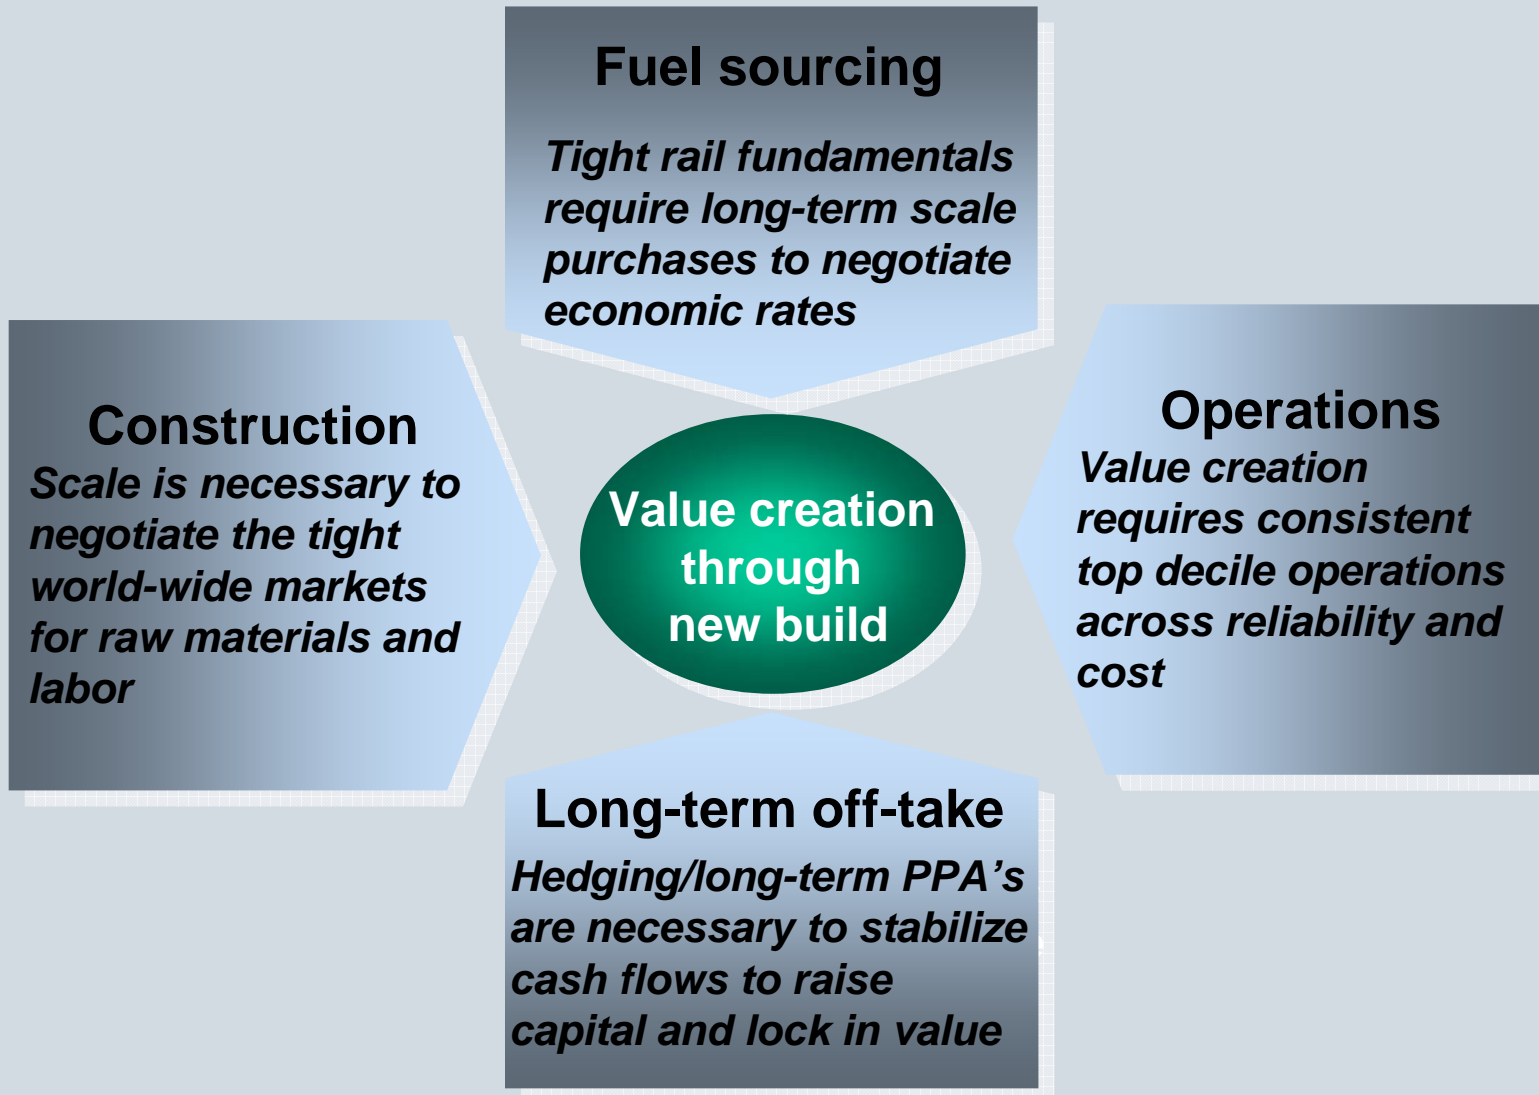 Fuel sourcing
Tight rail fundamentals
require long-term scale
purchases to negotiate
economic rates
Construction
Scale is necessary to
negotiate the tight
world-wide markets
for raw materials and
labor
Value creation
through
new build
Operations
Value creation
requires consistent
top decile operations
across reliability and
cost
Long-term off-take
Hedging/long-term PPA’s
are necessary to stabilize
cash flows to raise
capital and lock in value